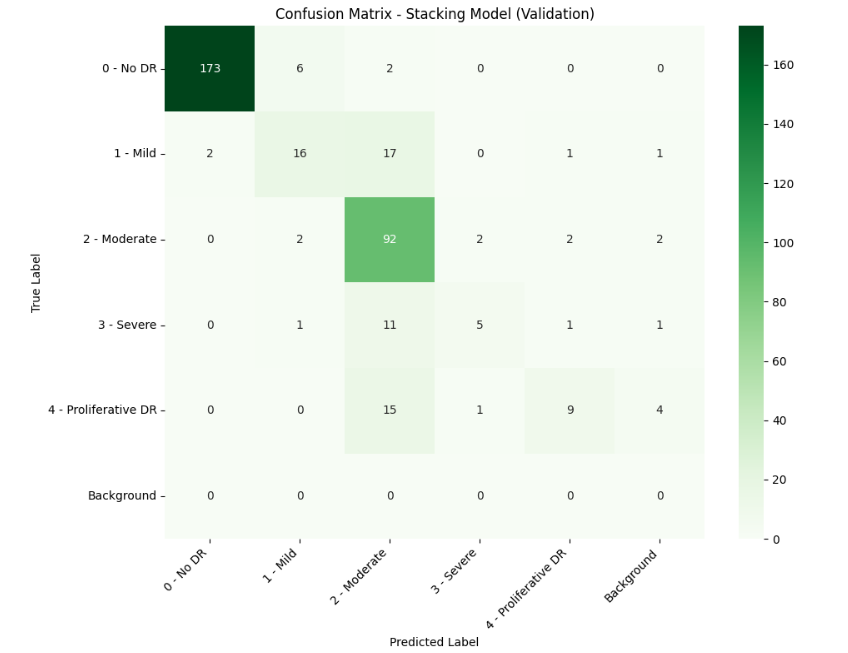 Confusion Matrix - Stacking Model (Validation)
True Label
0 - No DR 173 6 2 0 0 0
1 - Mild 2 16 17 0 1 1
2 - Moderate 0 2 92 2 2 2
3 - Severe 0 1 11 5 1 1
4 - Proliferative DR 0 0 15 1 9 4
Background 0 0 0 0 0 0
0 - No DR
1 - Mild
2 - Moderate
3 - Severe
4 - Proliferative DR
Background
Predicted Label
160
140
120
100
80
60
40
20
0